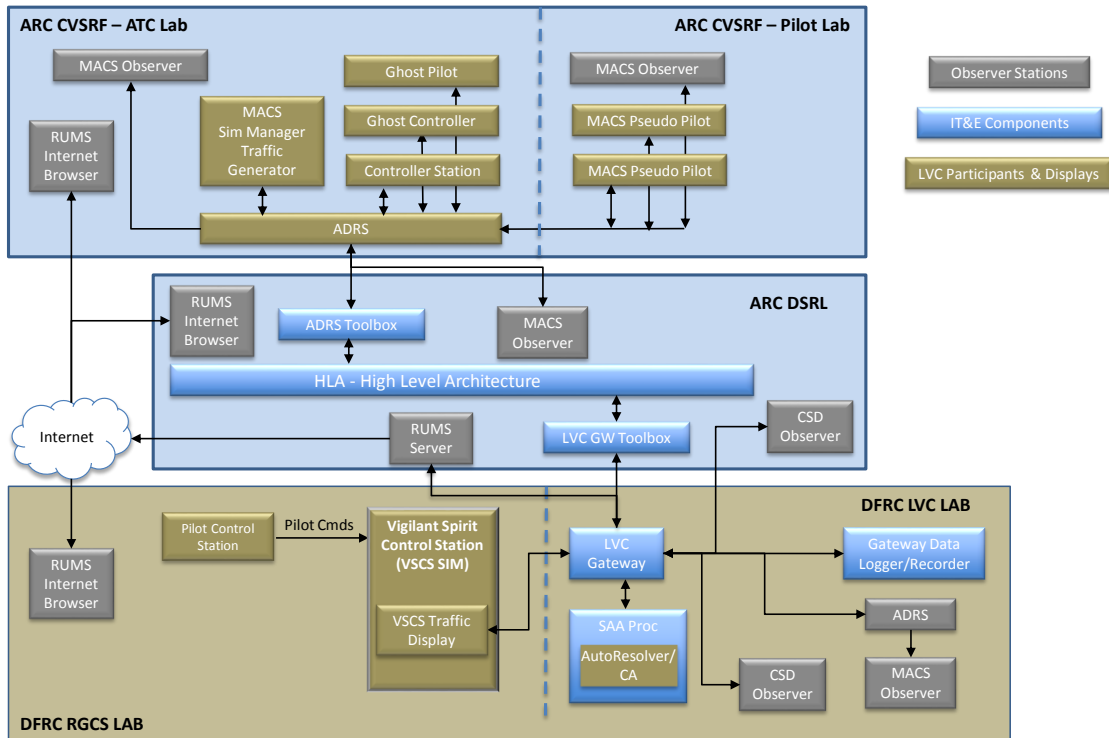 ARC CVSRF – ATC Lab
ARC CVSRF – Pilot Lab
MACS Observer
Ghost Pilot
MACS Observer
Observer Stations
MACS
Sim Manager
Traffic
Generator
Ghost Controller
MACS Pseudo Pilot
IT&E Components
RUMS
Internet
Browser
Controller Station
MACS Pseudo Pilot
LVC Participants & Displays
ADRS
ARC DSRL
RUMS
Internet
Browser
ADRS Toolbox
MACS
Observer
HLA - High Level Architecture
Internet
RUMS
Server
LVC GW Toolbox
CSD
Observer
DFRC LVC LAB
Pilot Control
Station
Pilot Cmds
Vigilant Spirit
Control Station
(VSCS SIM)
LVC
Gateway
Gateway Data
Logger/Recorder
RUMS
Internet
Browser
VSCS Traffic
Display
SAA Proc
AutoResolver/
CA
ADRS
CSD
Observer
MACS
Observer
DFRC RGCS LAB